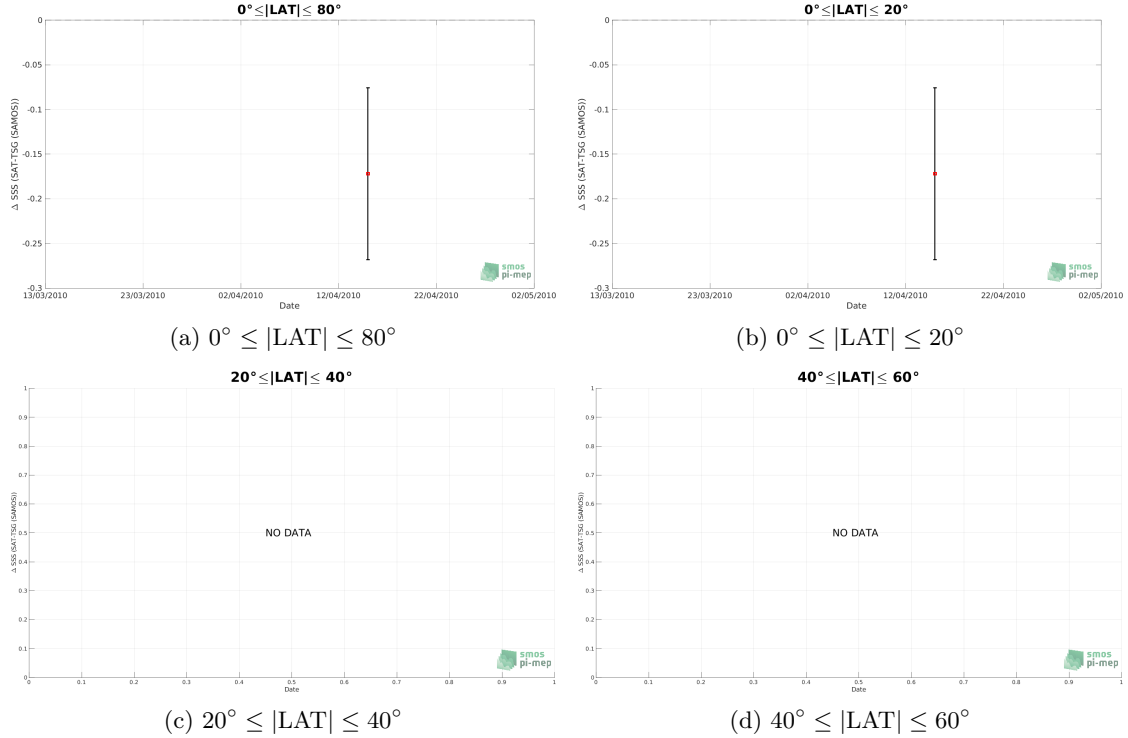 0°≤|LAT|≤ 80°
0
-0.05
-0.1
-0.15
-0.2
-0.25
-0.3
Δ SSS (SAT-TSG (SAMOS))
13/03/2010 23/03/2010 02/04/2010 12/04/2010 22/04/2010 02/05/2010
Date
smos
pi-mep
(a) 0° ≤ |LAT| ≤ 80°
0°≤|LAT|≤ 20°
0
-0.05
-0.1
-0.15
-0.2
-0.25
-0.3
Δ SSS (SAT-TSG (SAMOS))
13/03/2010 23/03/2010 02/04/2010 12/04/2010 22/04/2010 02/05/2010
Date
smos
pi-mep
(b) 0° ≤ |LAT| ≤ 20°
20°≤|LAT|≤ 40°
1
0.9
0.8
0.7
0.6
0.5
0.4
0.3
0.2
0.1
0
Δ SSS (SAT-TSG (SAMOS))
NO DATA
0 0.1 0.2 0.3 0.4 0.5 0.6 0.7 0.8 0.9 1
Date
smos
pi-mep
(c) 20° ≤ |LAT| ≤ 40°
40°≤|LAT|≤ 60°
1
0.9
0.8
0.7
0.6
0.5
0.4
0.3
0.2
0.1
0
Δ SSS (SAT-TSG (SAMOS))
NO DATA
0 0.1 0.2 0.3 0.4 0.5 0.6 0.7 0.8 0.9 1
Date
smos
pi-mep
(d) 40° ≤ |LAT| ≤ 60°